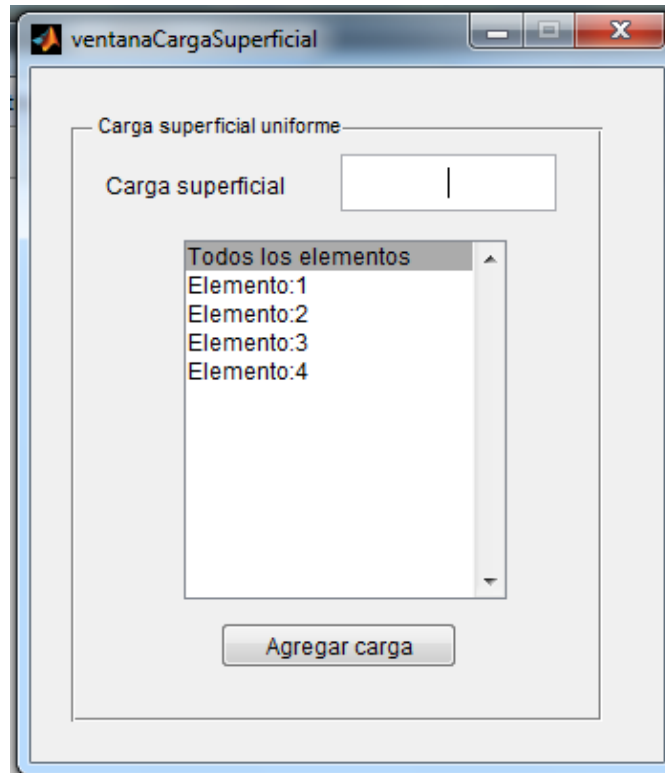 ventanaCargaSuperficial
Carga superficial uniforme
Carga superficial
Todos los elementos
Elemento:1
Elemento:2
Elemento:3
Elemento:4
Agregar carga